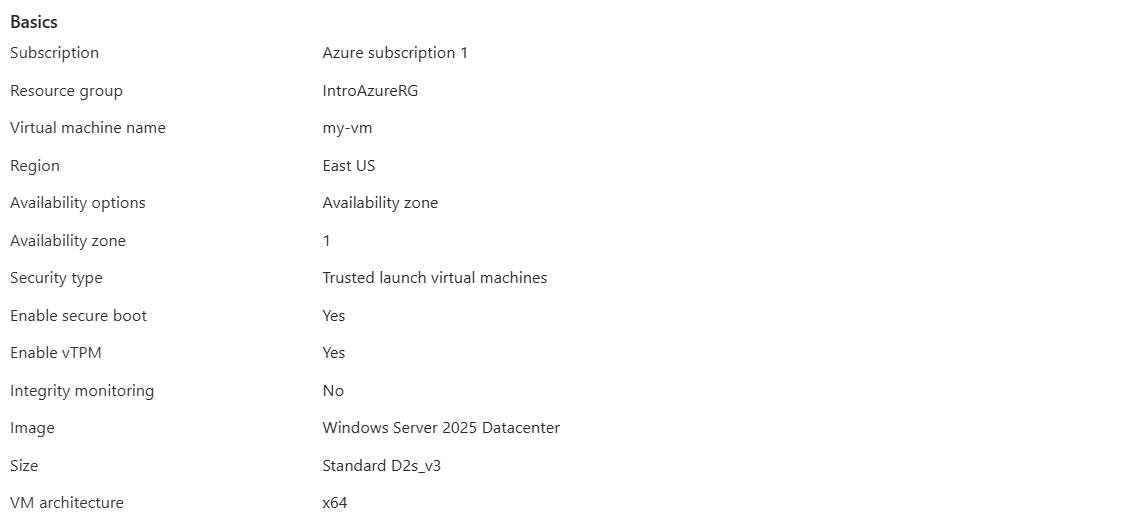 Basics
Subscription Azure subscription 1
Resource group IntroAzureRG
Virtual machine name my-vm
Region East US
Availability options Availability zone
Availability zone 1
Security type Trusted launch virtual machines
Enable secure boot Yes
Enable vTPM Yes
Integrity monitoring No
Image Windows Server 2025 Datacenter
Size Standard D2s_v3
VM architecture x64